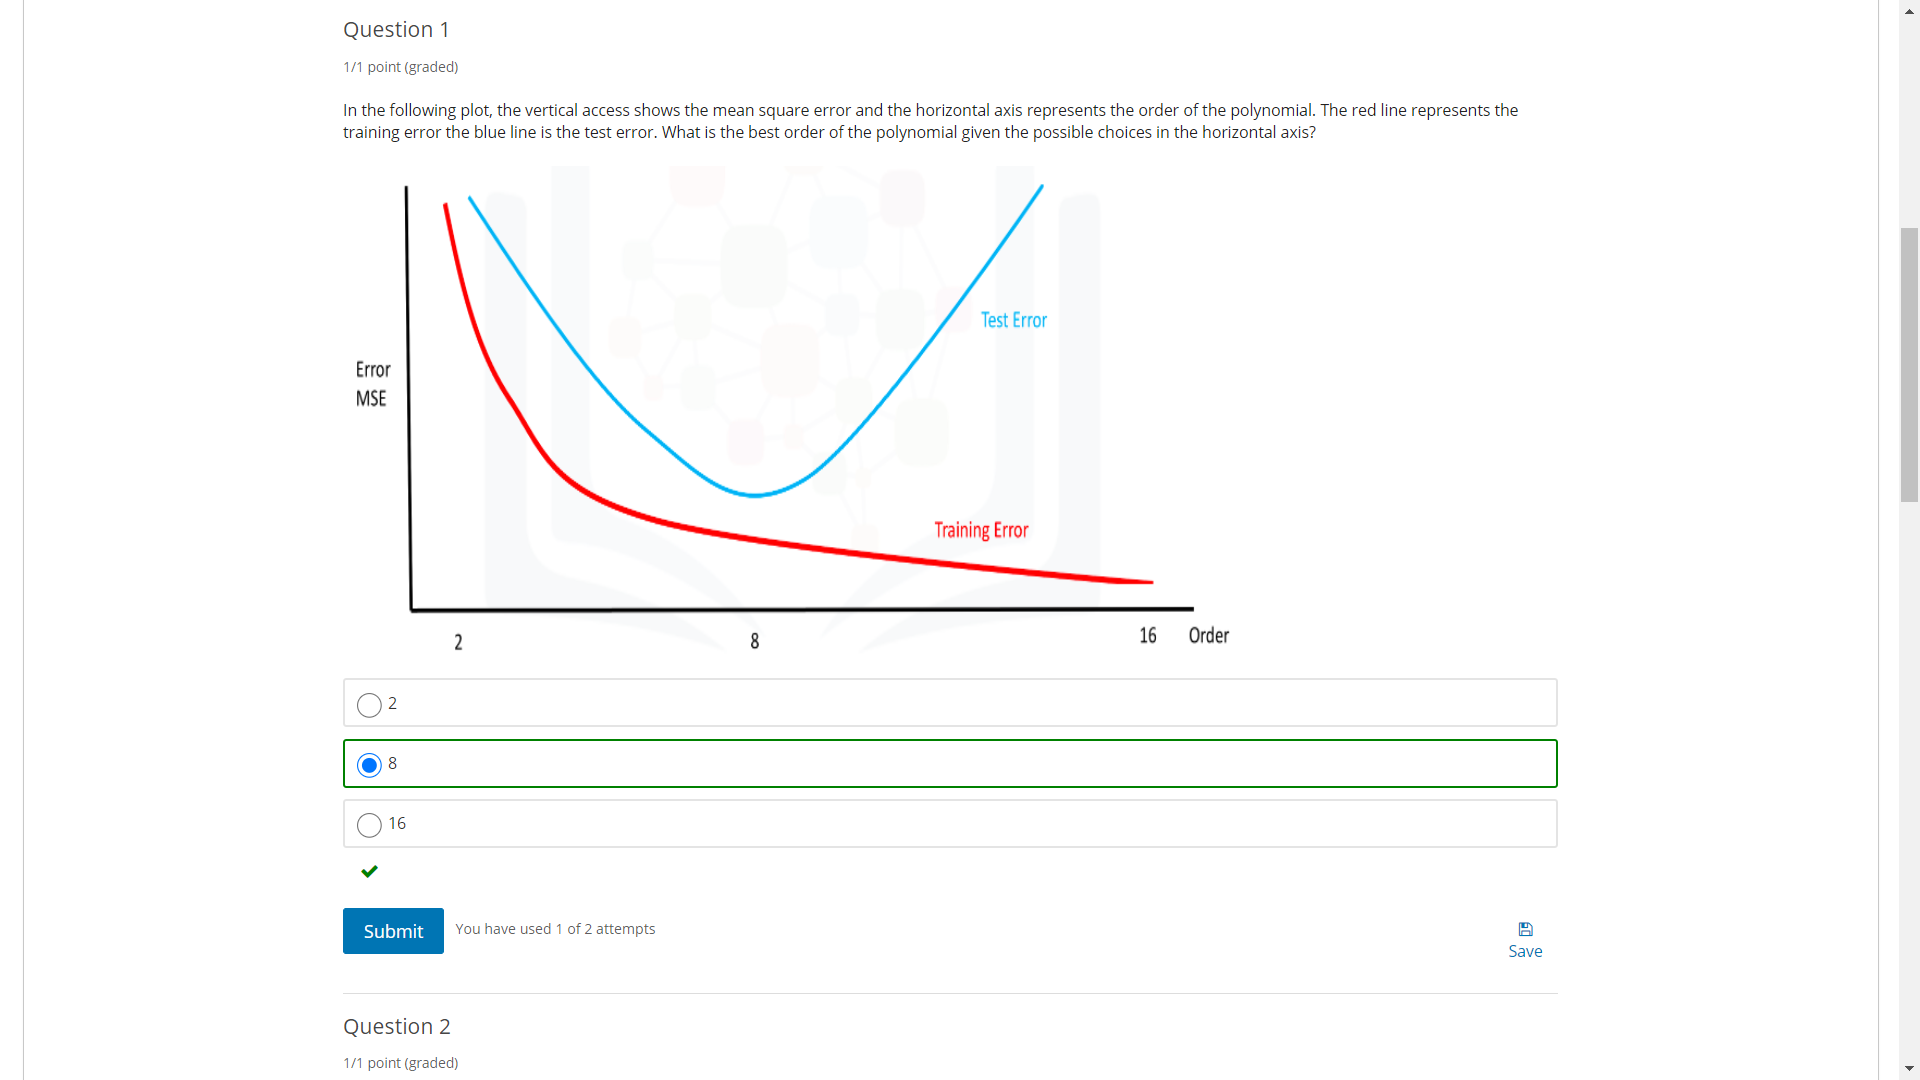 Question 1
1/1 point (graded)
In the following plot, the vertical access shows the mean square error and the horizontal axis represents the order of the polynomial. The red line represents the
training error the blue line is the test error. What is the best order of the polynomial given the possible choices in the horizontal axis?
Test Error
Error
MSE
Training Error
2
8
16
Order
2
8
16
Submit
You have used 1 of 2 attempts
Save
Question 2
1/1 point (graded)